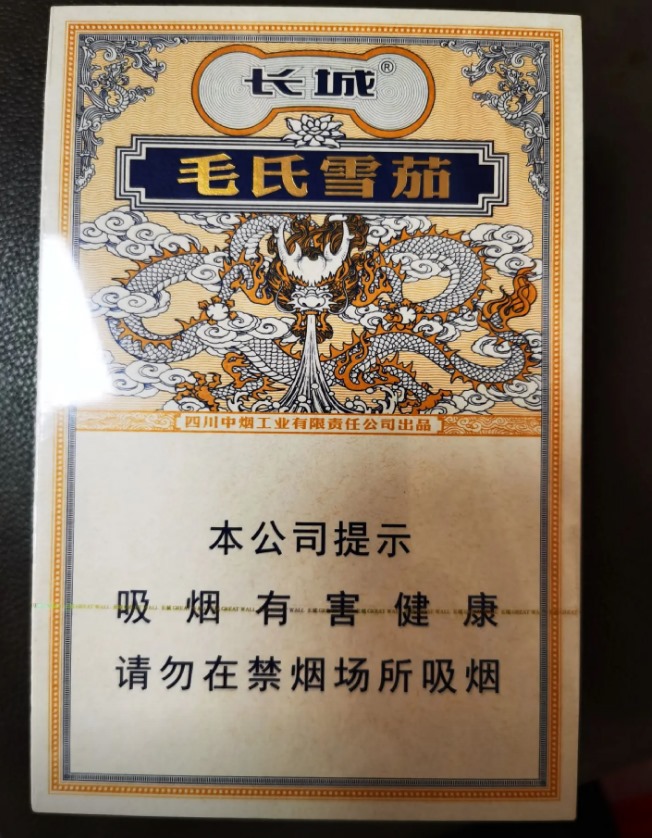 长城®
毛氏雪茄
四川中烟工业有限责任公司出品
本公司提示
吸烟有害健康
请勿在禁烟场所吸烟